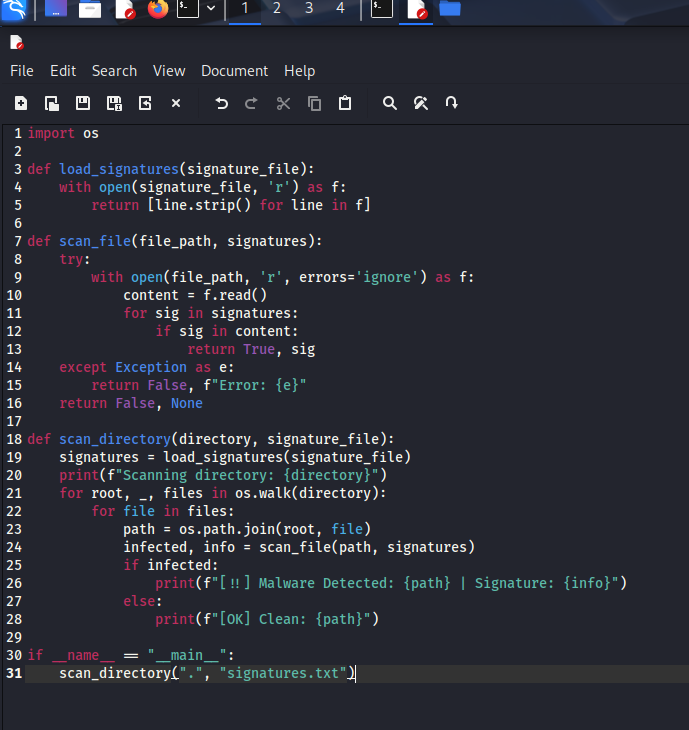 1 2 3 4
File Edit Search View Document Help
1 import os
2
3 def load_signatures(signature_file):
4     with open(signature_file, 'r') as f:
5         return [line.strip() for line in f]
6
7 def scan_file(file_path, signatures):
8     try:
9         with open(file_path, 'r', errors='ignore') as f:
10             content = f.read()
11             for sig in signatures:
12                 if sig in content:
13                     return True, sig
14     except Exception as e:
15         return False, f"Error: {e}"
16     return False, None
17
18 def scan_directory(directory, signature_file):
19     signatures = load_signatures(signature_file)
20     print(f"Scanning directory: {directory}")
21     for root, _, files in os.walk(directory):
22         for file in files:
23             path = os.path.join(root, file)
24             infected, info = scan_file(path, signatures)
25             if infected:
26                 print(f"[!!] Malware Detected: {path} | Signature: {info}")
27             else:
28                 print(f"[OK] Clean: {path}")
29
30 if __name__ == "__main__":
31     scan_directory(".", "signatures.txt")